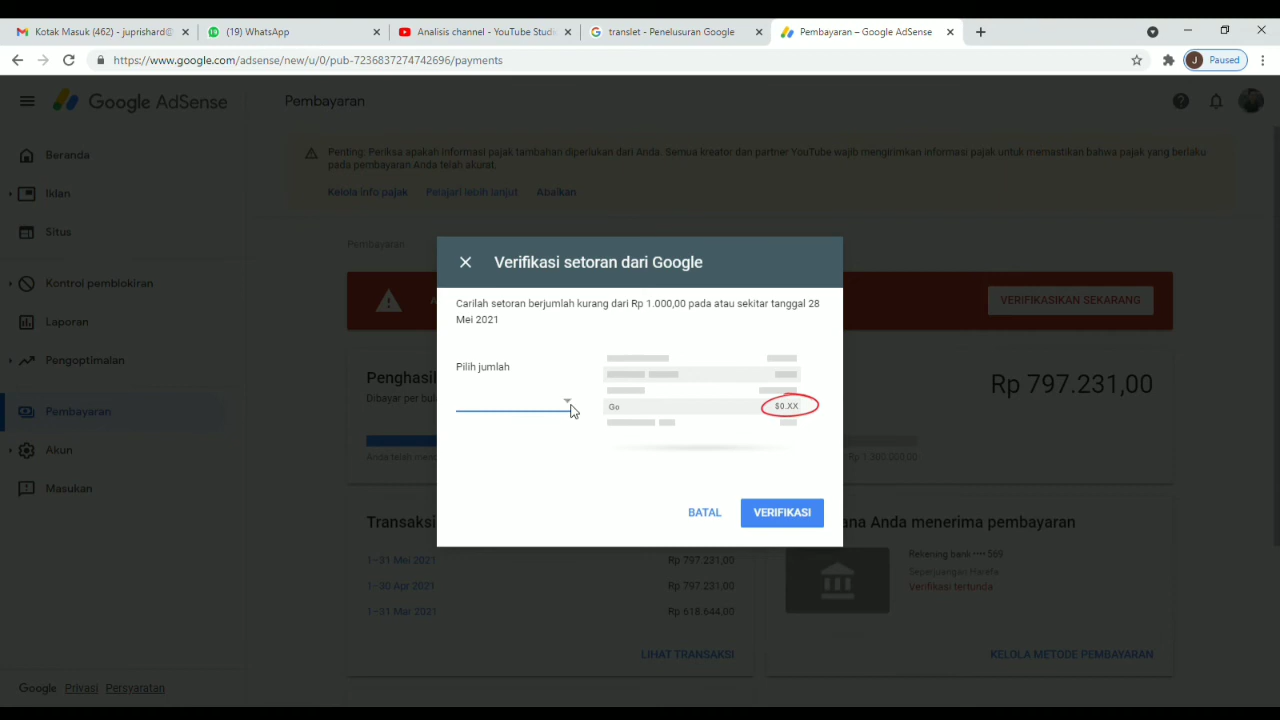 Kotak Masuk (462) - juprishard@
(19) WhatsApp
Analisis channel - YouTube Studi
translet - Penelusuran Google
Pembayaran – Google AdSense
https://www.google.com/adsense/new/u/0/pub-7236837274742696/payments
J
Paused
Google AdSense
Pembayaran
Beranda
Iklan
Situs
Kontrol pemblokiran
Laporan
Pengoptimalan
Pembayaran
Akun
Masukan
Google Privasi Persyaratan
Penting: Periksa apakah informasi pajak tambahan diperlukan dari Anda. Semua kreator dan partner YouTube wajib mengirimkan informasi pajak untuk memastikan bahwa pajak yang berlaku
pada pembayaran Anda telah akurat.
Kelola info pajak Pelajari lebih lanjut Abaikan
Pembayaran
A
VERIFIKASIKAN SEKARANG
Verifikasi setoran dari Google
Carilah setoran berjumlah kurang dari Rp 1.000,00 pada atau sekitar tanggal 28
Mei 2021
Pilih jumlah
Go $0.XX
BATAL VERIFIKASI
Penghasil
Rp 797.231,00
Dibayar per bul
Anda telah menc
Rp 1.300.000,00
Transaksi
1–31 Mei 2021 Rp 797.231,00
1–30 Apr 2021 Rp 797.231,00
1–31 Mar 2021 Rp 618.644,00
LIHAT TRANSAKSI
ana Anda menerima pembayaran
Rekening bank •••• 569
Seperjuangan Harefa
Verifikasi tertunda
KELOLA METODE PEMBAYARAN